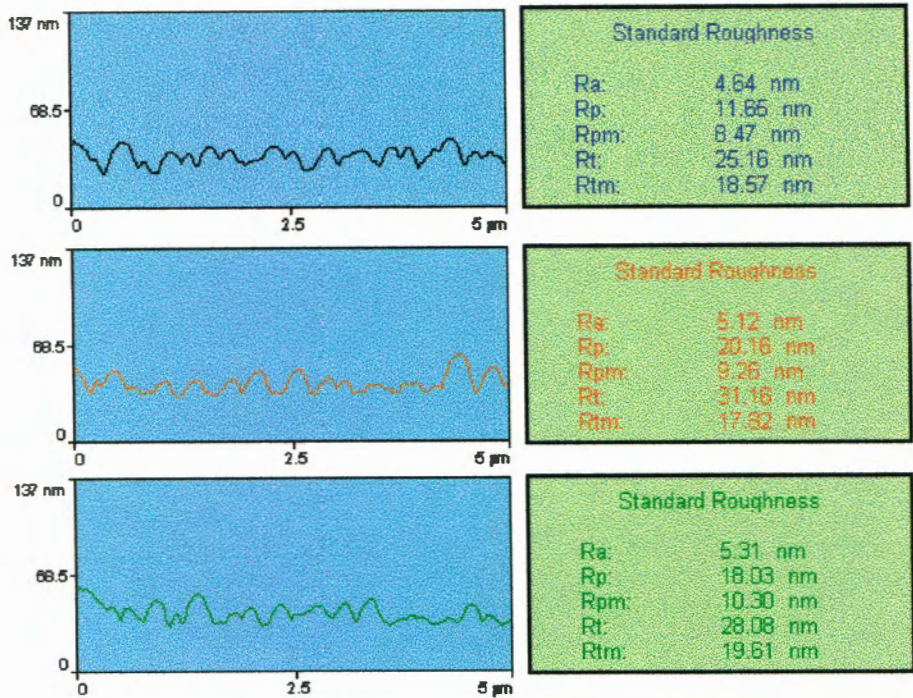 137 nm
68.5
0
0 2.5 5 µm
Standard Roughness
Ra: 4.64 nm
Rp: 11.65 nm
Rpm: 8.47 nm
Rt: 25.16 nm
Rtm: 18.57 nm
137 nm
68.5
0
0 2.5 5 µm
Standard Roughness
Ra: 5.12 nm
Rp: 20.16 nm
Rpm: 9.26 nm
Rt: 31.16 nm
Rtm: 17.82 nm
137 nm
68.5
0
0 2.5 5 µm
Standard Roughness
Ra: 5.31 nm
Rp: 18.03 nm
Rpm: 10.30 nm
Rt: 28.08 nm
Rtm: 19.61 nm